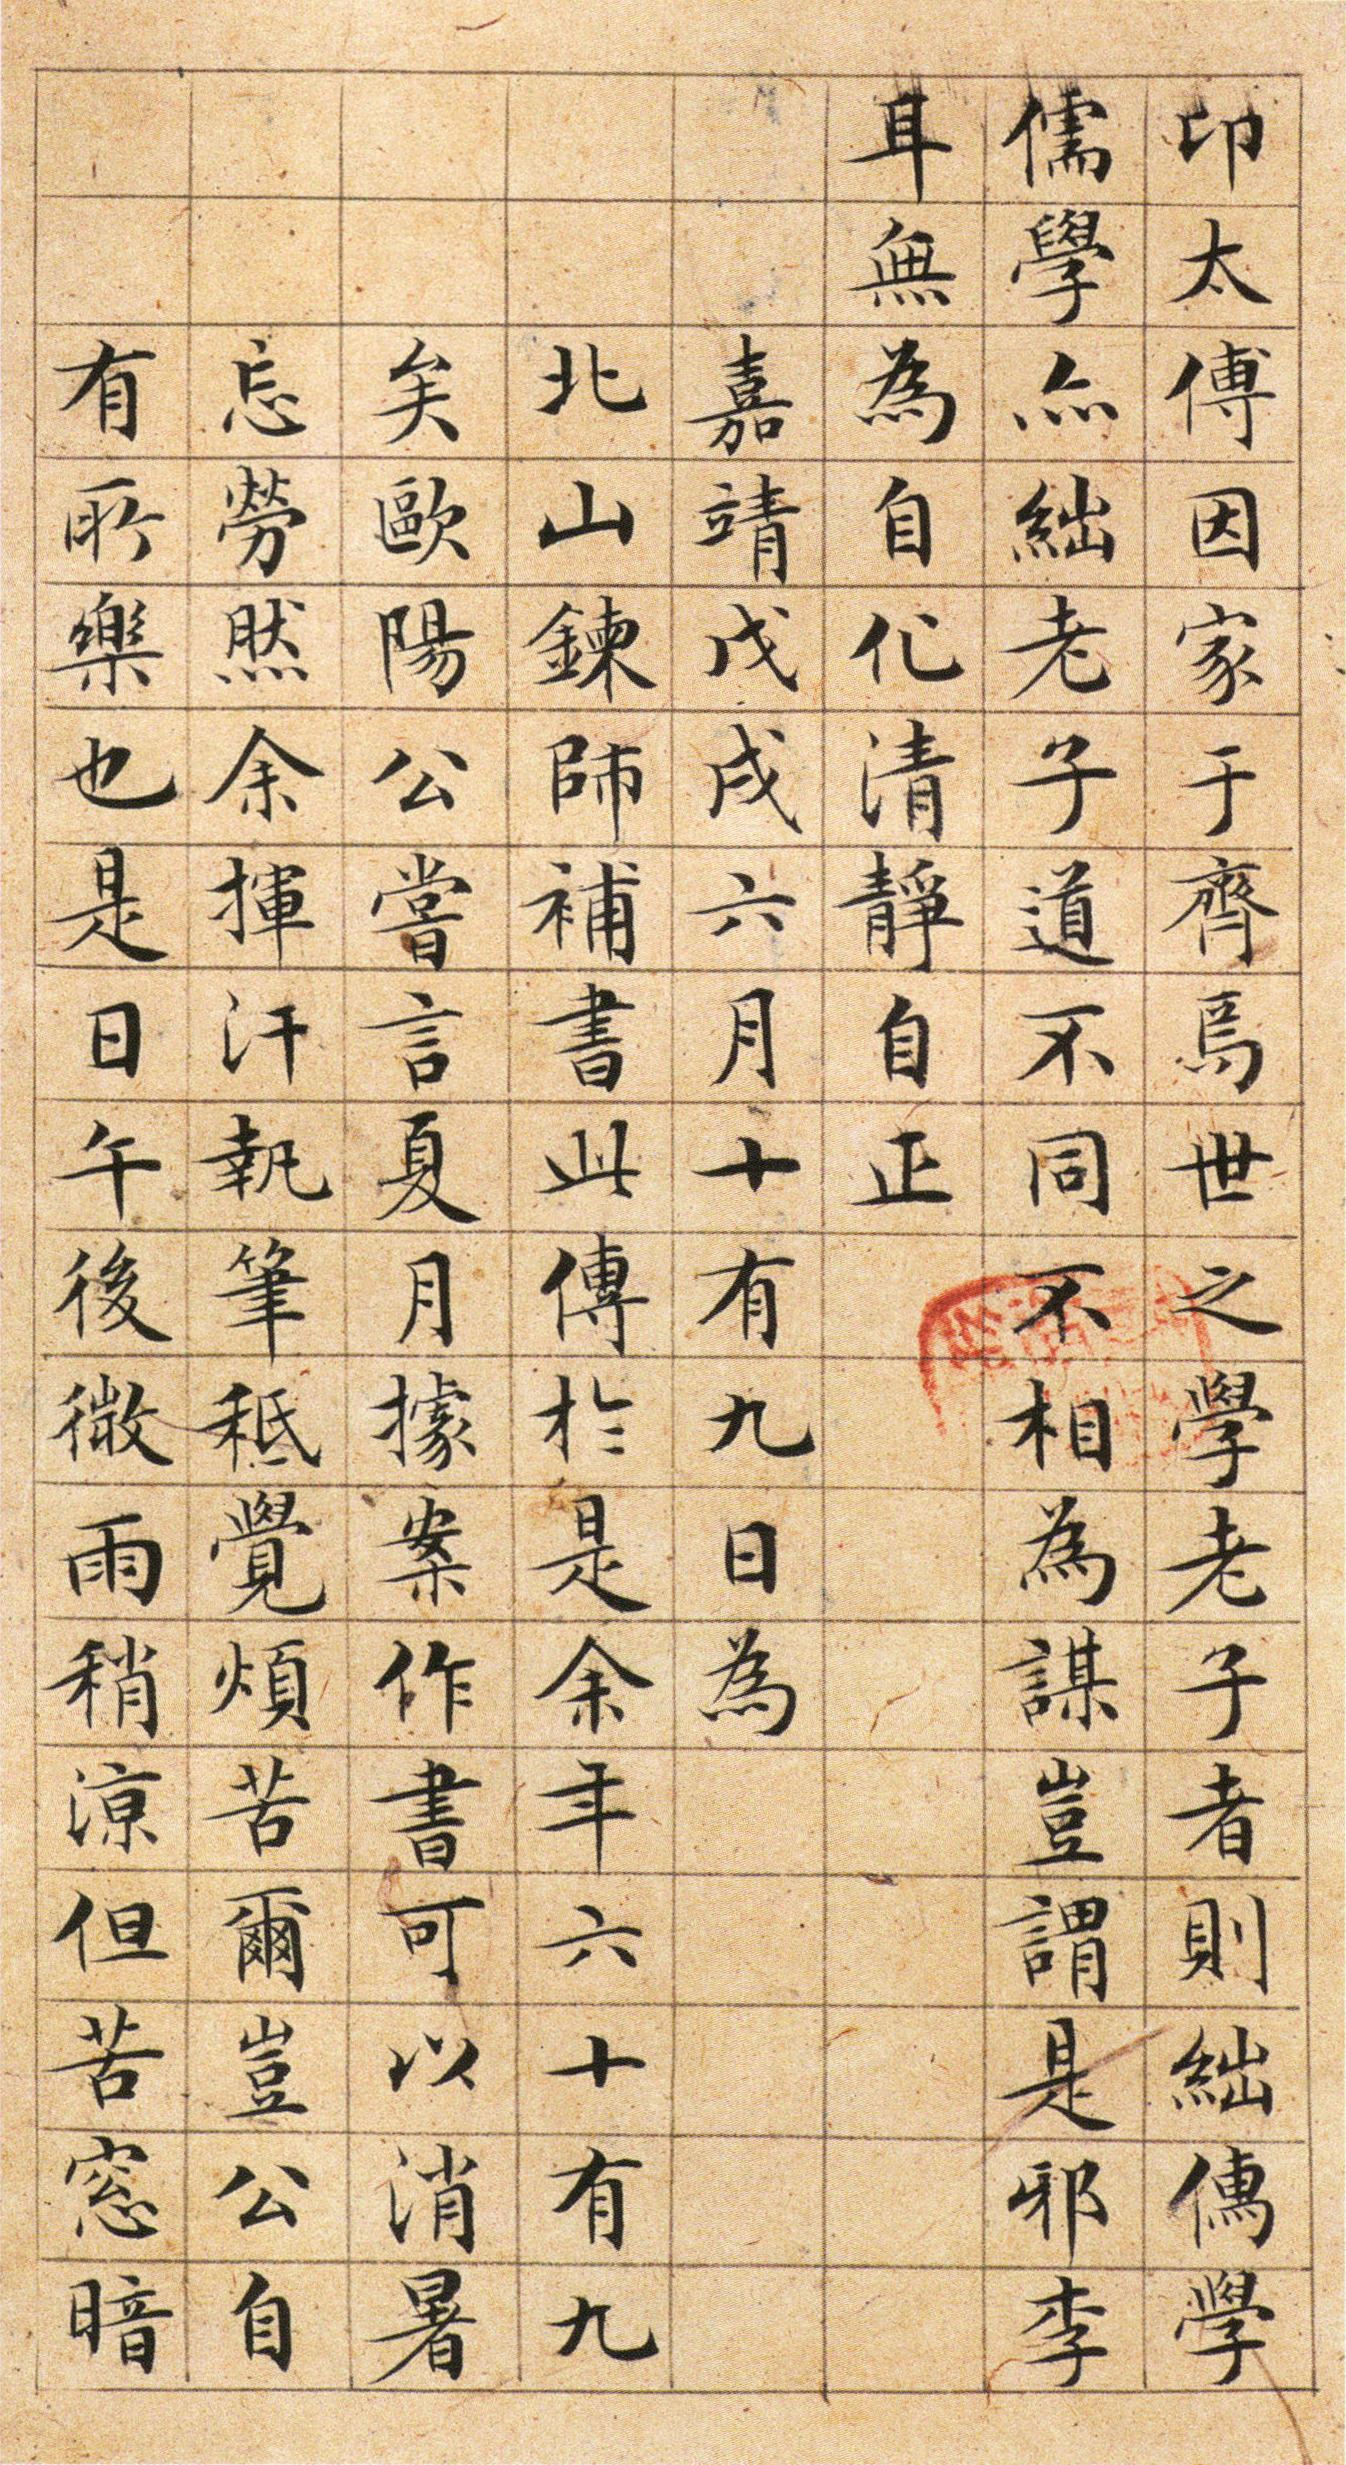 卬太傅因家于齊焉世之學老子者則絀儒學
儒學亦絀老子道不同不相為謀豈謂是邪李
耳無為自化清靜自正
嘉靖戊戌六月十有九日為
北山鍊師補書此傳於是余年六十有九
矣歐陽公嘗言夏月據案作書可以消暑
忘勞然余揮汗執筆秪覺煩苦爾豈公自
有所樂也是日午後微雨稍涼但苦窓暗